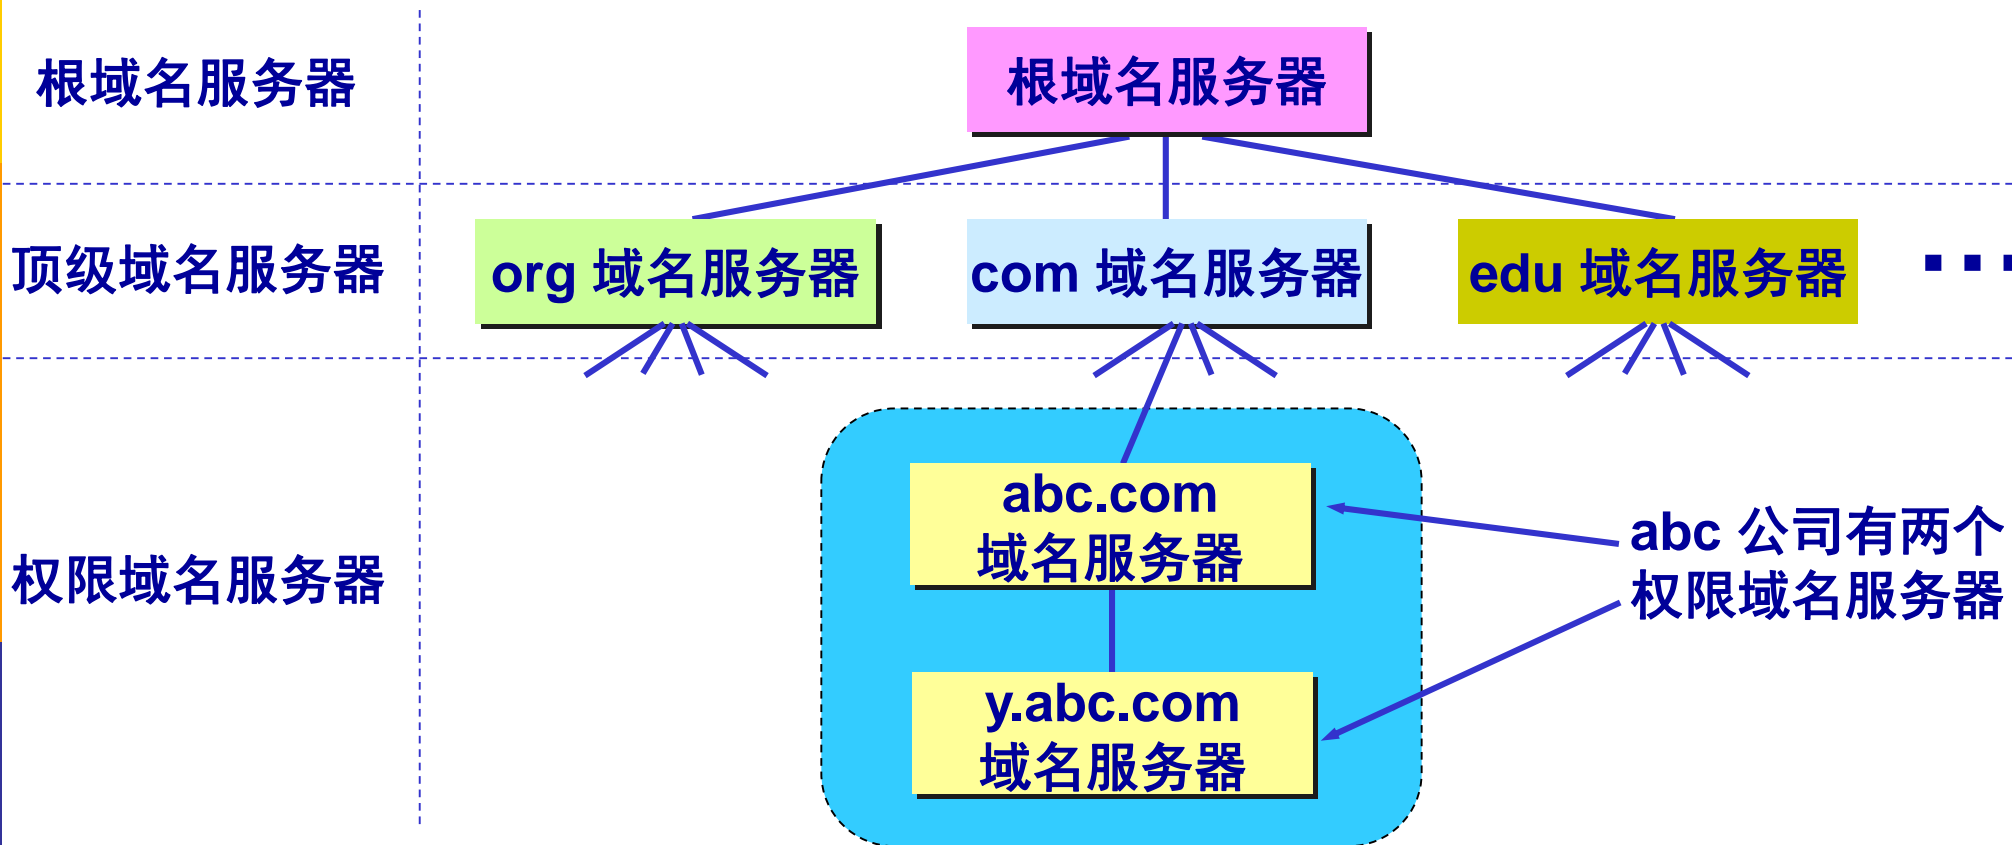 根域名服务器
根域名服务器
顶级域名服务器
org 域名服务器
com 域名服务器
edu 域名服务器
…
权限域名服务器
abc.com
域名服务器
y.abc.com
域名服务器
abc 公司有两个
权限域名服务器